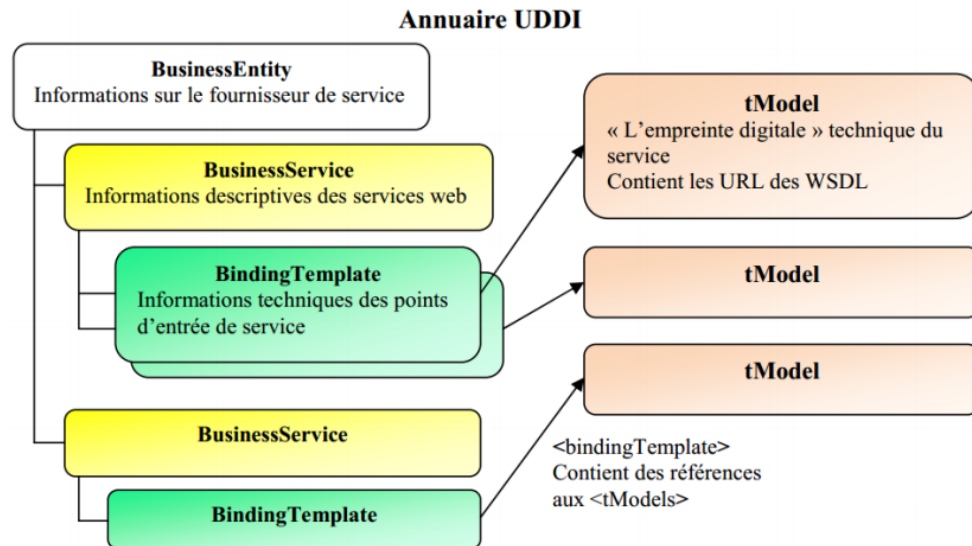 Annuaire UDDI
BusinessEntity
Informations sur le fournisseur de service
BusinessService
Informations descriptives des services web
BindingTemplate
Informations techniques des points
d’entrée de service
BusinessService
BindingTemplate
tModel
« L’empreinte digitale » technique du
service
Contient les URL des WSDL
tModel
tModel
<bindingTemplate>
Contient des références
aux <tModels>